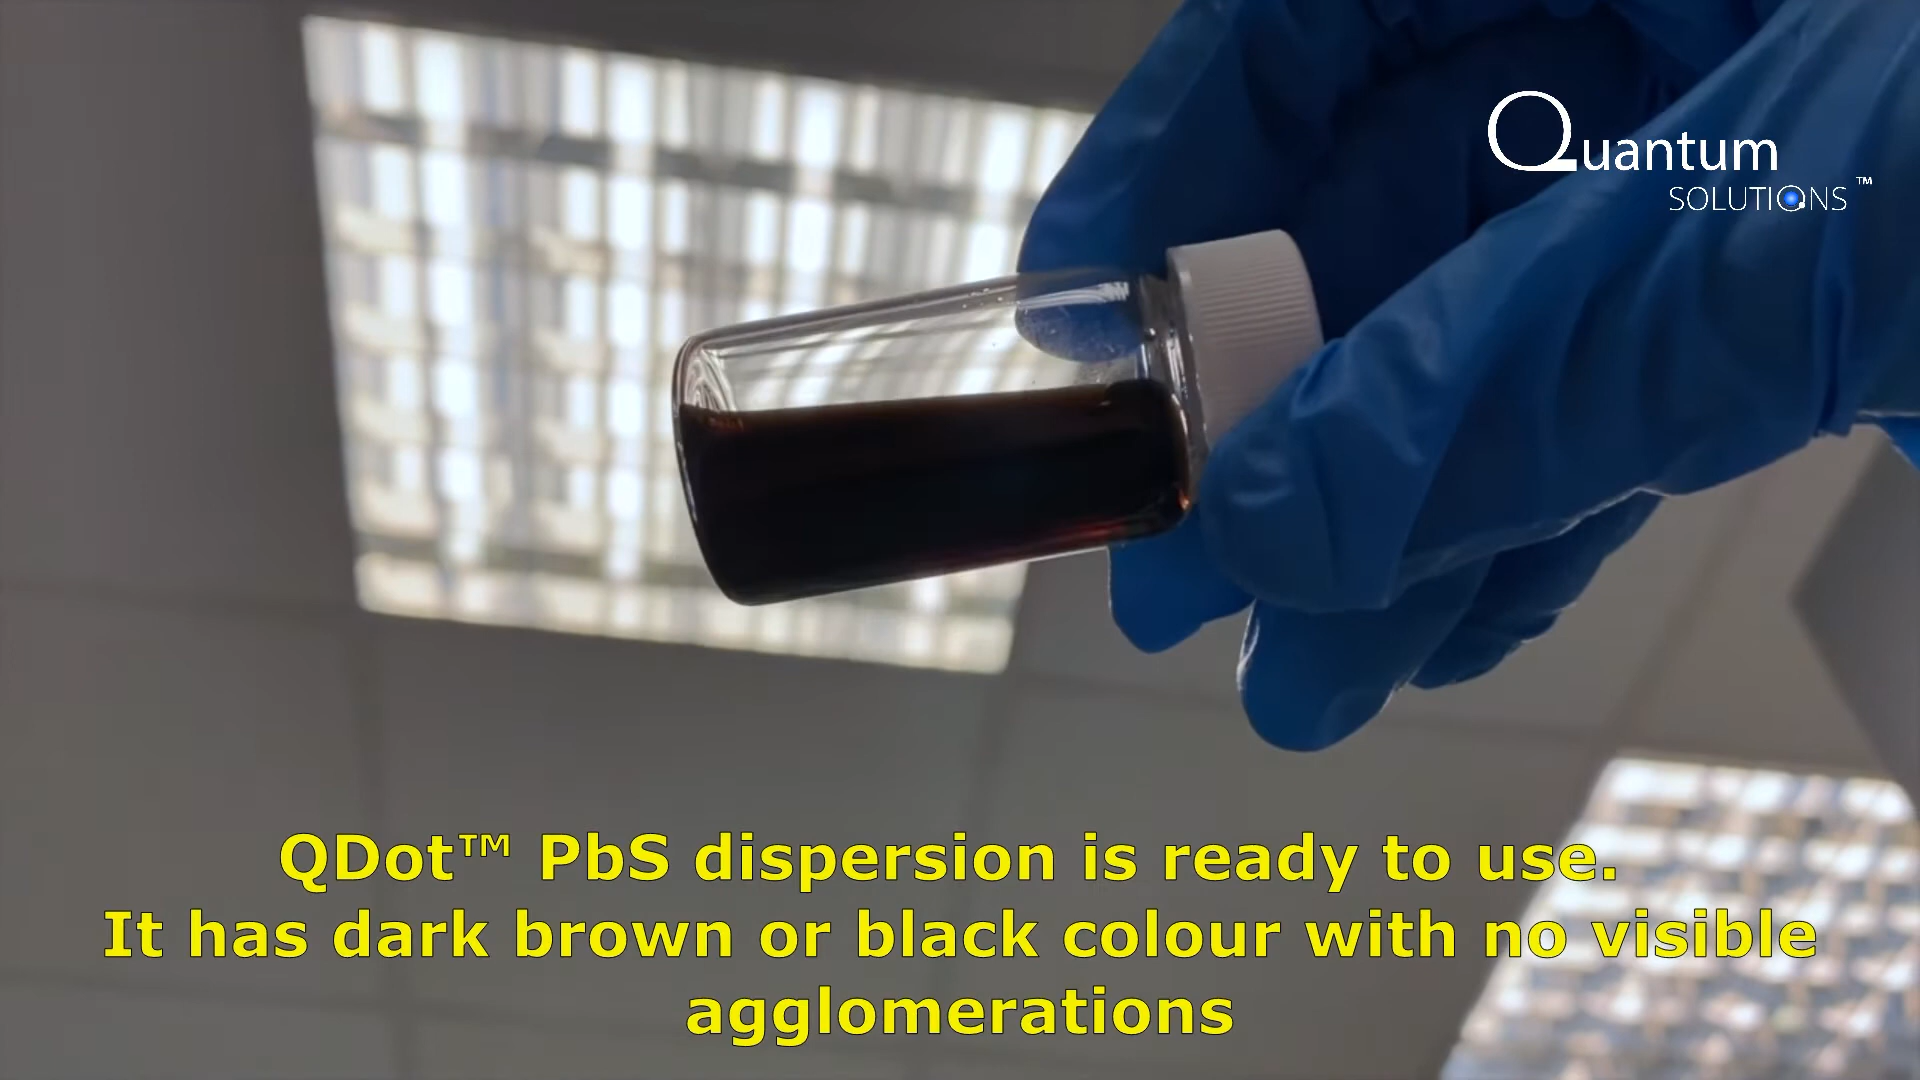 Quantum
SOLUTIONS™
QDot™ PbS dispersion is ready to use.
It has dark brown or black colour with no visible
agglomerations